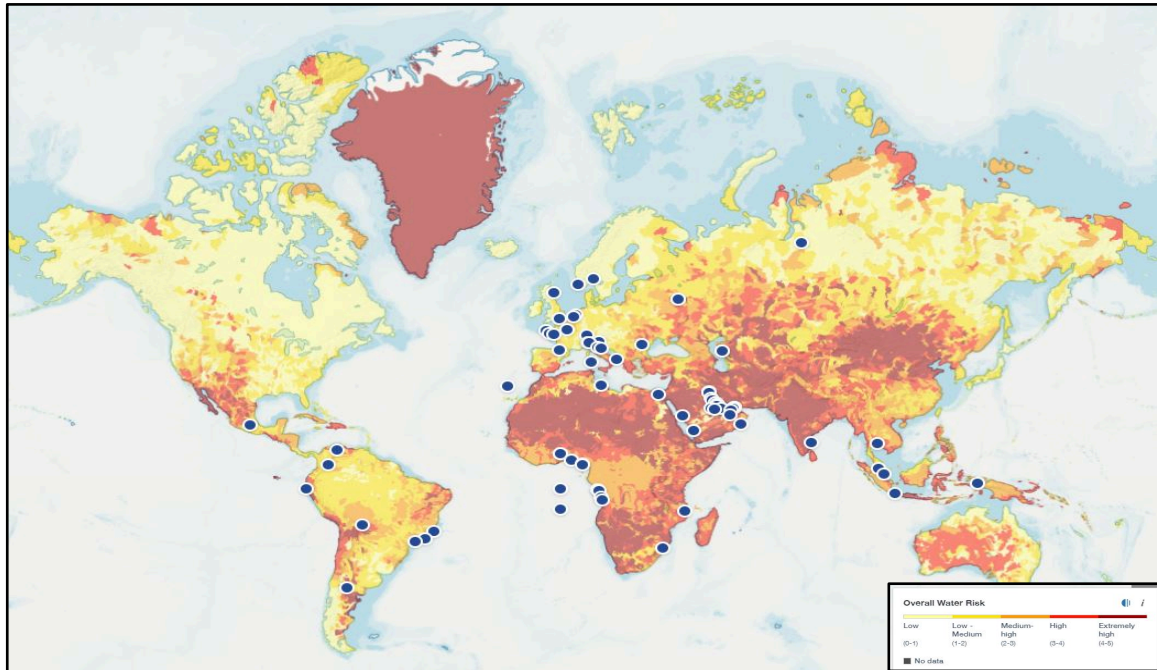 Overall Water Risk i
Low Low - Medium Medium-high High Extremely high
(0-1) (1-2) (2-3) (3-4) (4-5)
No data